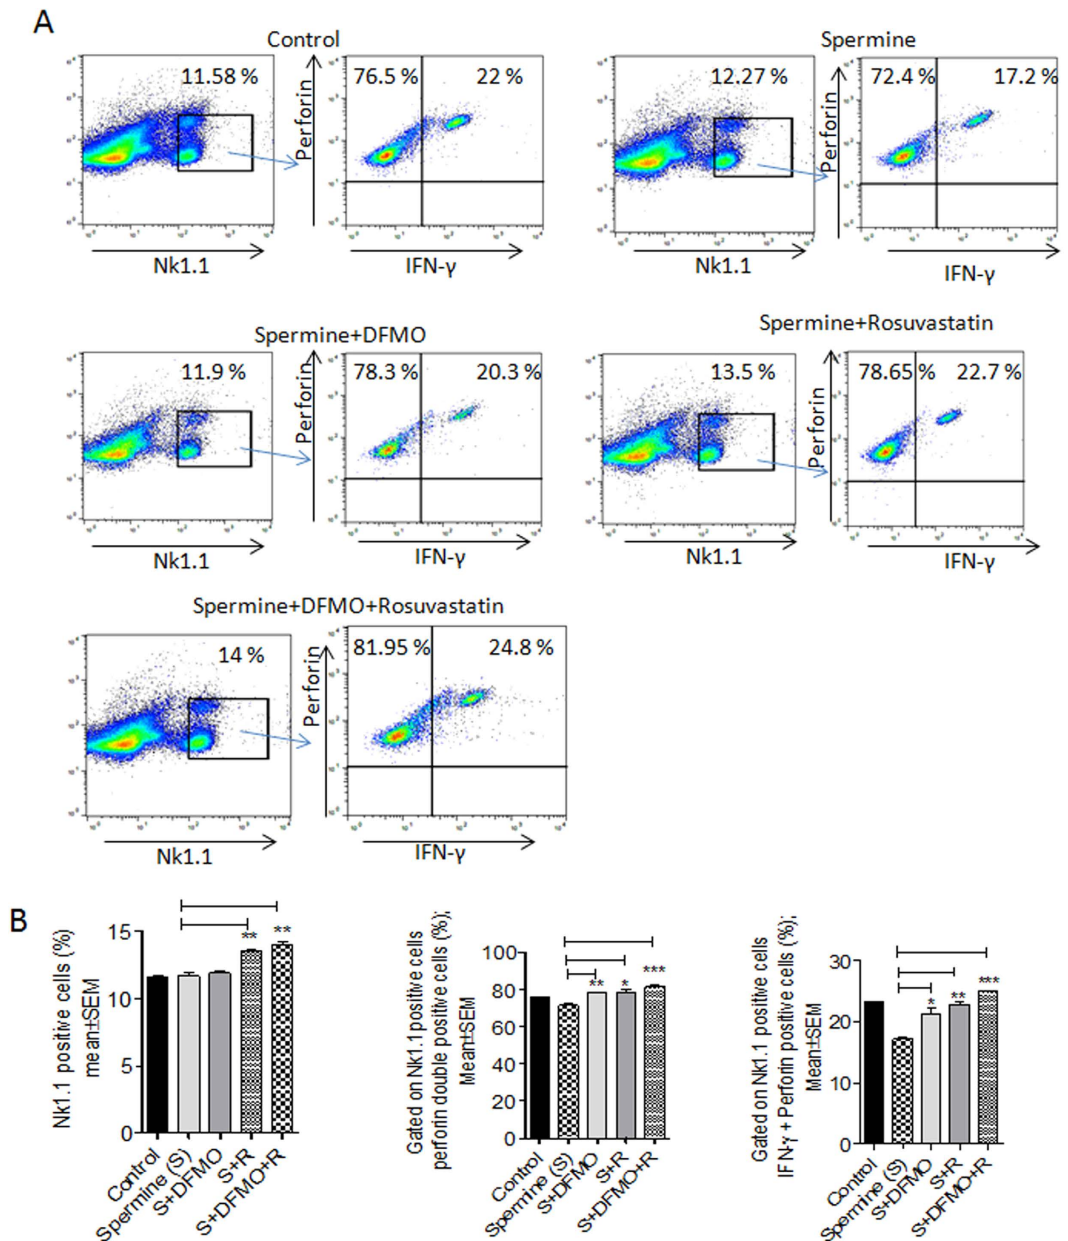 A
Control
Spermine
11.58 %
Perforin
76.5 %
22 %
12.27 %
Perforin
72.4 %
17.2 %
Nk1.1
IFN-γ
Nk1.1
IFN-γ
Spermine+DFMO
Spermine+Rosuvastatin
11.9 %
Perforin
78.3 %
20.3 %
13.5 %
Perforin
78.65 %
22.7 %
Nk1.1
IFN-γ
Nk1.1
IFN-γ
Spermine+DFMO+Rosuvastatin
14 %
Perforin
81.95 %
24.8 %
Nk1.1
IFN-γ
B
Nk1.1 positive cells (%)
mean±SEM
15
10
5
0
**
**
Control
Spermine (S)
S+DFMO
S+R
S+DFMO+R
Gated on Nk1.1 positive cells
perforin double positive cells (%);
Mean±SEM
100
80
60
40
20
0
**
*
***
Control
Spermine (S)
S+DFMO
S+R
S+DFMO+R
Gated on Nk1.1 positive cells
IFN-γ + Perforin positive cells (%);
Mean±SEM
30
20
10
0
*
**
***
Control
Spermine (S)
S+DFMO
S+R
S+DFMO+R